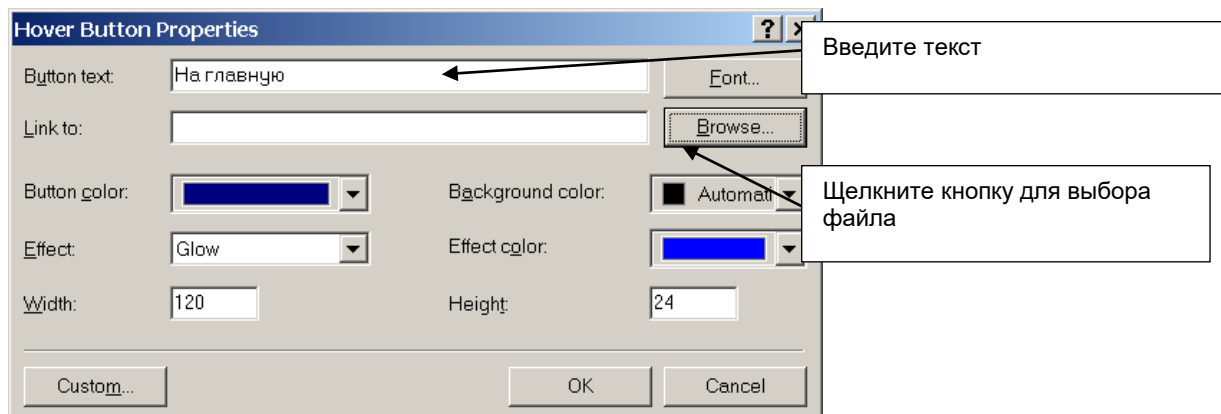 Hover Button Properties
?
Введите текст
Button text:
На главную
Font...
Link to:
Browse...
Щелкните кнопку для выбора
файла
Button color:
Background color:
Automati
Effect:
Glow
Effect color:
Width:
120
Height:
24
Custom...
OK
Cancel